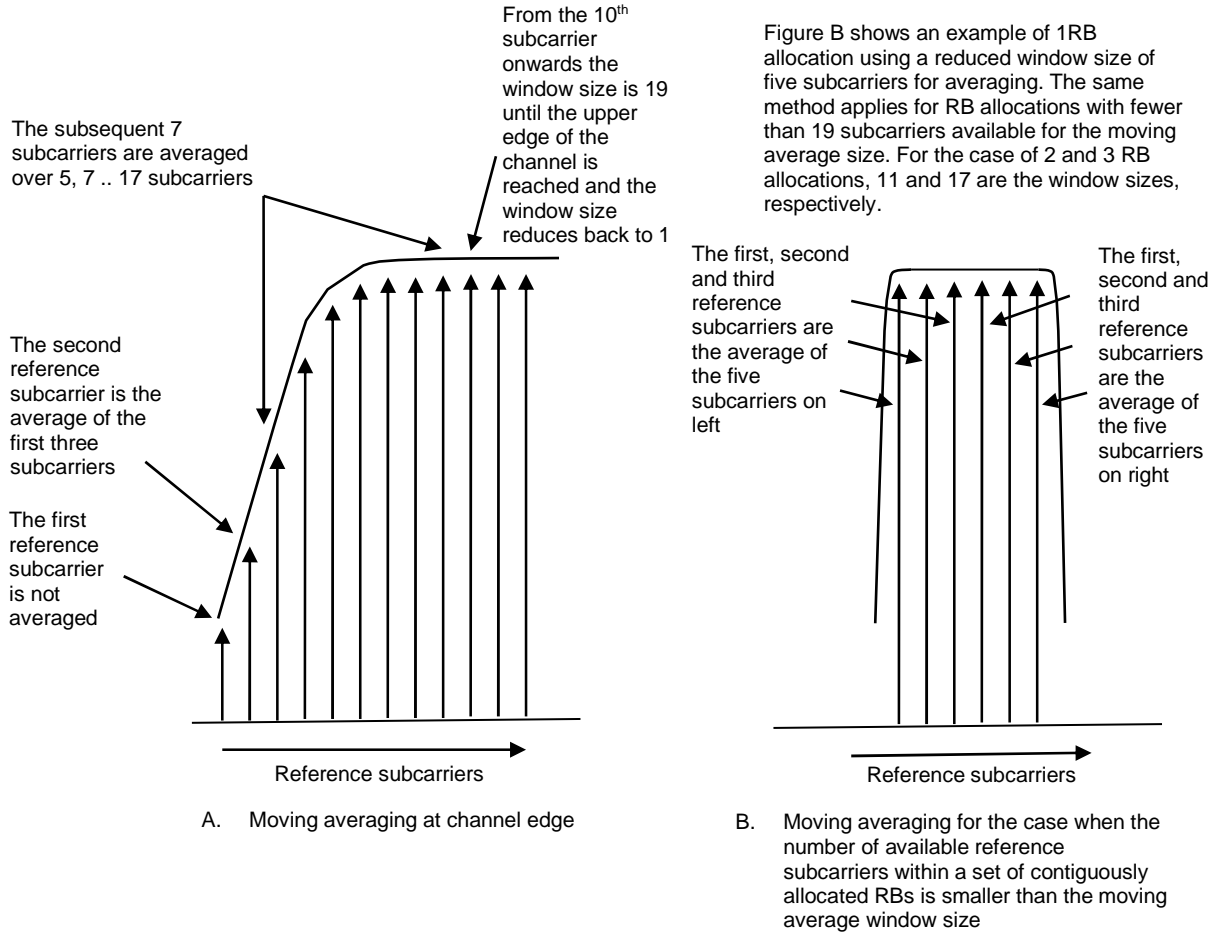 From the 10th
subcarrier
onwards the
window size is 19
until the upper
edge of the
channel is
reached and the
window size
reduces back to 1
Figure B shows an example of 1RB
allocation using a reduced window size of
five subcarriers for averaging. The same
method applies for RB allocations with fewer
than 19 subcarriers available for the moving
average size. For the case of 2 and 3 RB
allocations, 11 and 17 are the window sizes,
respectively.
The subsequent 7
subcarriers are averaged
over 5, 7 .. 17 subcarriers
The second
reference
subcarrier is the
average of the
first three
subcarriers
The first
reference
subcarrier
is not
averaged
The first, second
and third
reference
subcarriers are
the average of
the five
subcarriers on
left
The first,
second and
third
reference
subcarriers
are the
average of
the five
subcarriers
on right
Reference subcarriers
Reference subcarriers
A. Moving averaging at channel edge
B. Moving averaging for the case when the
number of available reference
subcarriers within a set of contiguously
allocated RBs is smaller than the moving
average window size